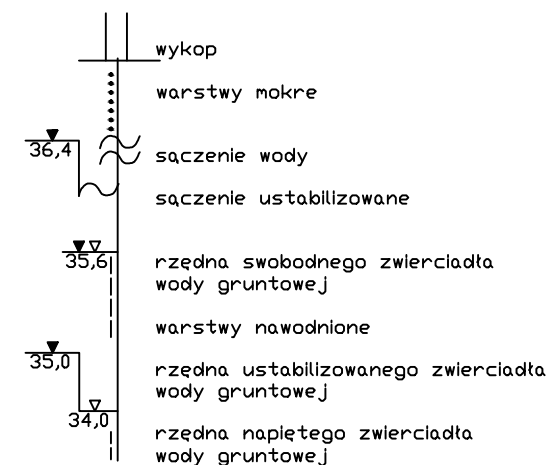 wykop
warstwy mokre
36,4
sączenie wody
sączenie ustabilizowane
35,6
rzędna swobodnego zwierciadła
wody gruntowej
warstwy nawodnione
35,0
rzędna ustabilizowanego zwierciadła
wody gruntowej
34,0
rzędna napiętego zwierciadła
wody gruntowej